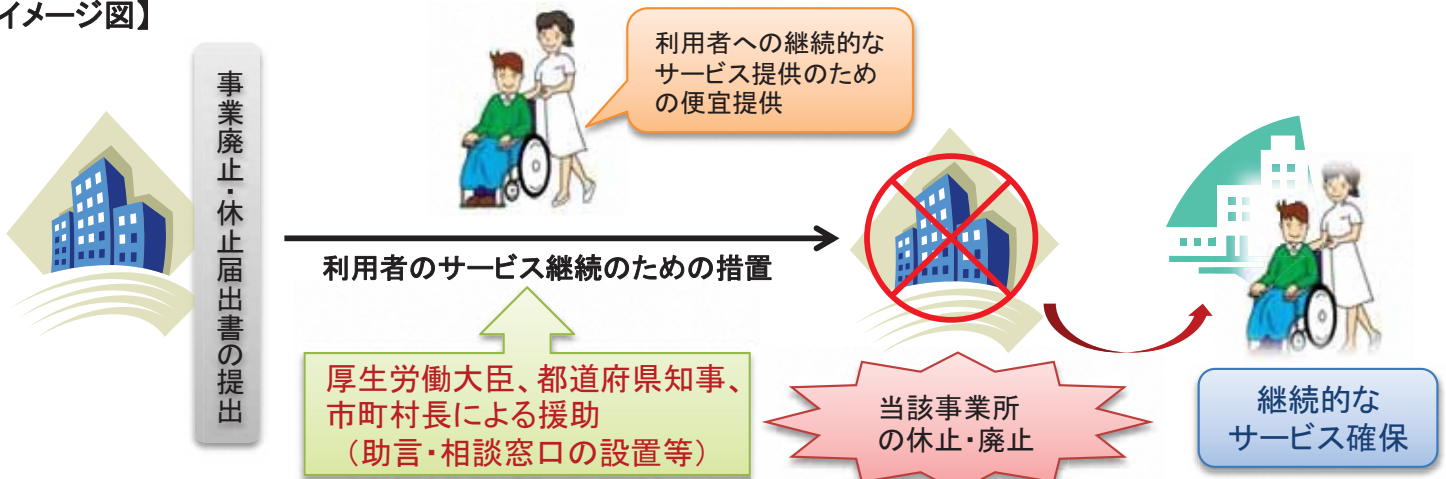 イメージ図】
事業廃止・休止届出書の提出
利用者への継続的な
サービス提供のため
の便宜提供
利用者のサービス継続のための措置
厚生労働大臣、都道府県知事、
市町村長による援助
（助言・相談窓口の設置等）
当該事業所
の休止・廃止
継続的な
サービス確保